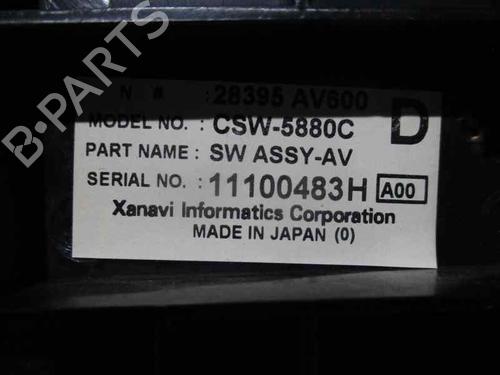 N # : 28395 AV600
MODEL NO. : CSW-5880C D
PART NAME : SW ASSY-AV
SERIAL NO. : 11100483H A00
Xanavi Informatics Corporation
MADE IN JAPAN (0)